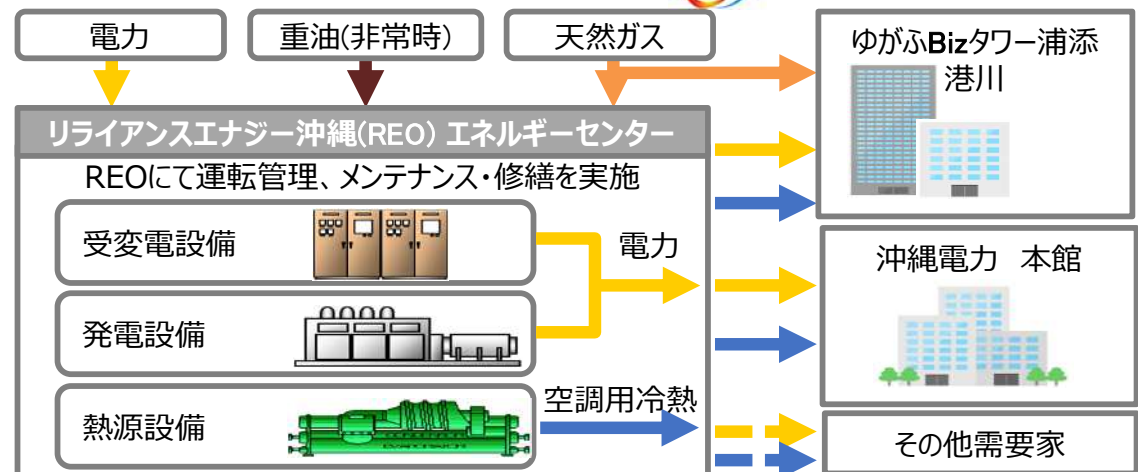 電力
重油(非常時)
天然ガス
ゆがふBizタワー浦添
港川
リライアンスエナジー沖縄(REO) エネルギーセンター
REOにて運転管理、メンテナンス・修繕を実施
受変電設備
電力
沖縄電力 本館
発電設備
熱源設備
空調用冷熱
その他需要家